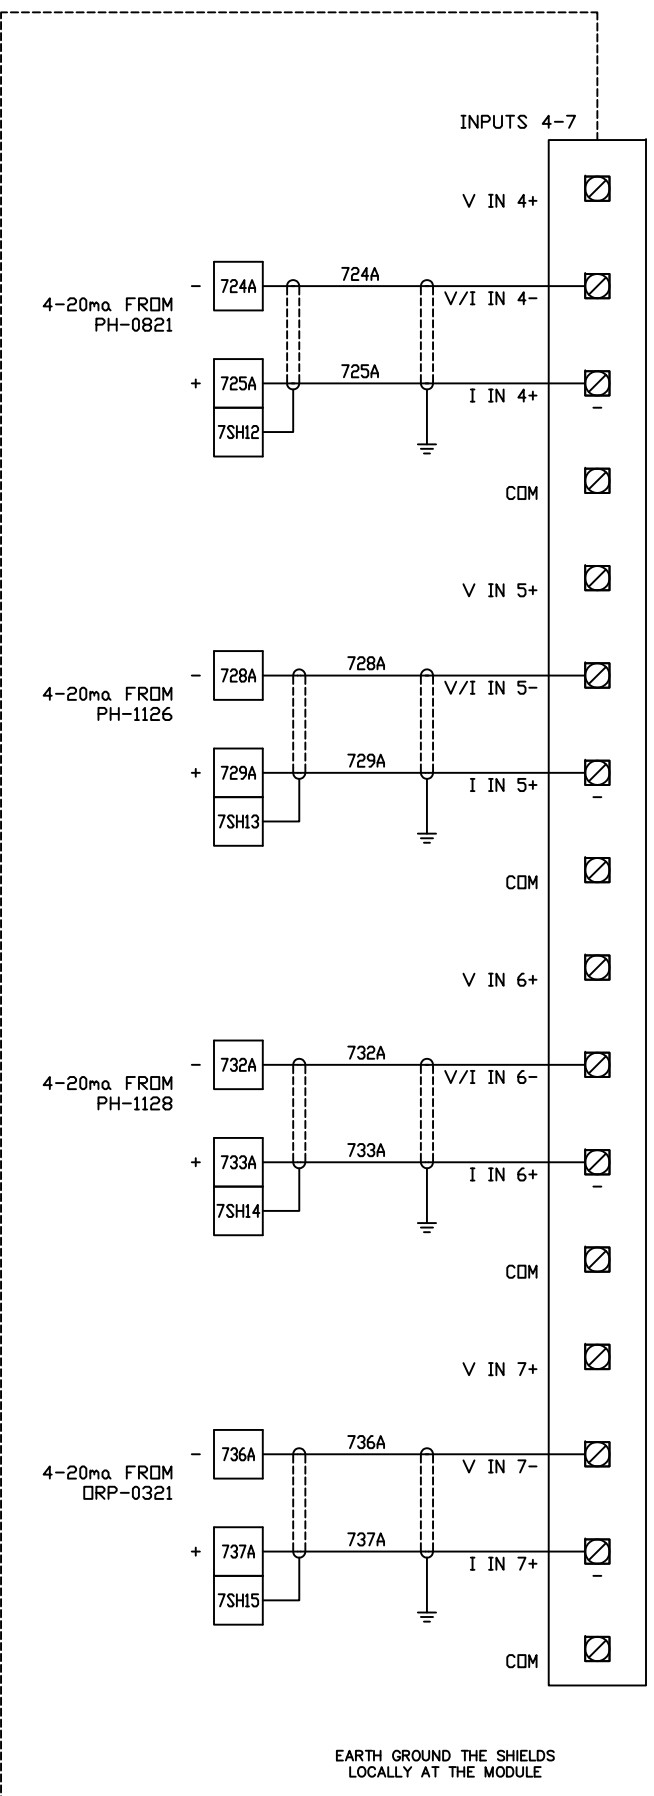 INPUTS 4-7
V IN 4+
- 724A 724A
V/I IN 4-
4-20ma FROM
PH-0821
+ 725A 725A
I IN 4+
-
7SH12
COM
V IN 5+
- 728A 728A
V/I IN 5-
4-20ma FROM
PH-1126
+ 729A 729A
I IN 5+
-
7SH13
COM
V IN 6+
- 732A 732A
V/I IN 6-
4-20ma FROM
PH-1128
+ 733A 733A
I IN 6+
-
7SH14
COM
V IN 7+
- 736A 736A
V IN 7-
4-20ma FROM
ORP-0321
+ 737A 737A
I IN 7+
-
7SH15
COM
EARTH GROUND THE SHIELDS
LOCALLY AT THE MODULE